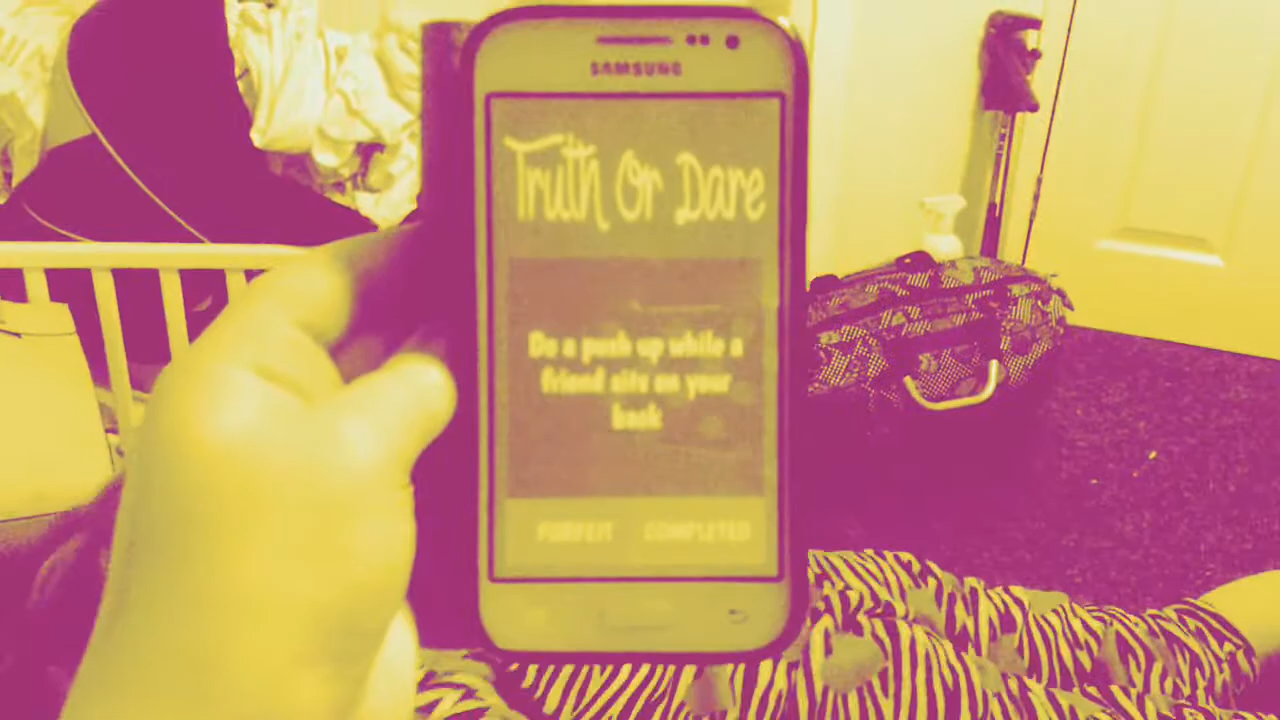 SAMSUNG
Truth Or Dare
Do a push up while a
friend sits on your
back
FORFEIT COMPLETED